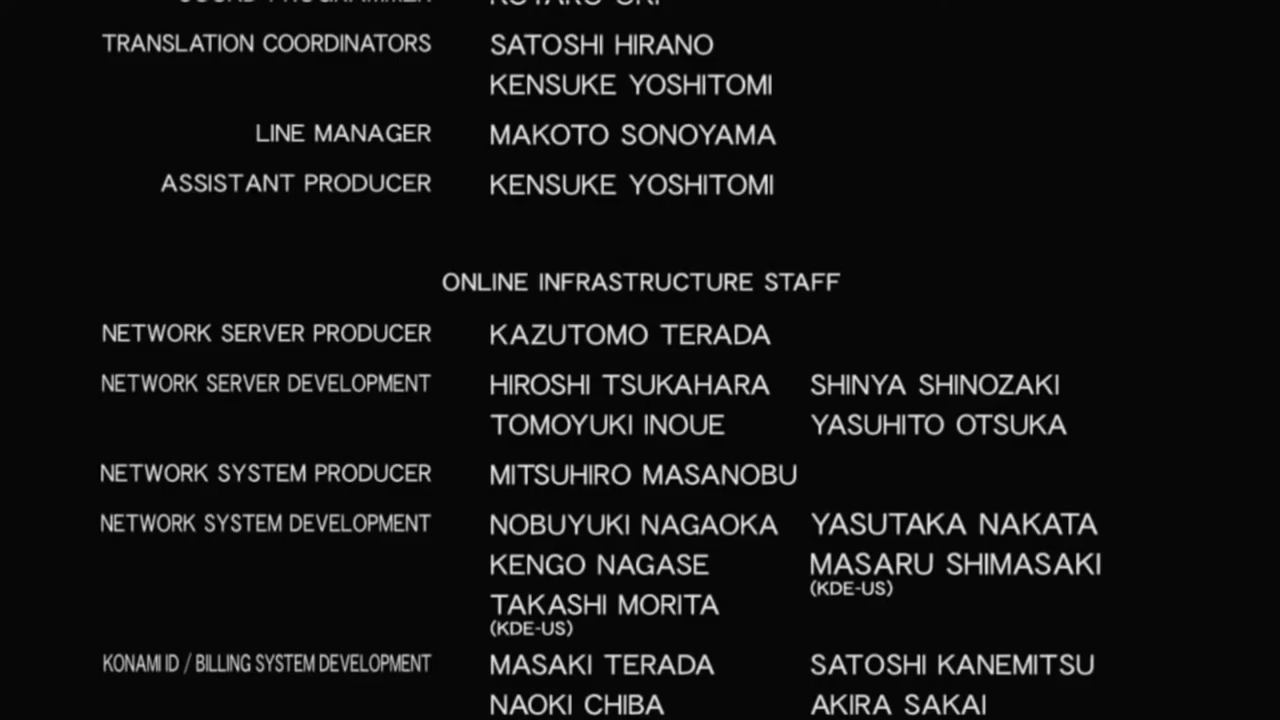 TRANSLATION COORDINATORS SATOSHI HIRANO
KENSUKE YOSHITOMI
LINE MANAGER MAKOTO SONOYAMA
ASSISTANT PRODUCER KENSUKE YOSHITOMI
ONLINE INFRASTRUCTURE STAFF
NETWORK SERVER PRODUCER KAZUTOMO TERADA
NETWORK SERVER DEVELOPMENT HIROSHI TSUKAHARA SHINYA SHINOZAKI
TOMOYUKI INOUE YASUHITO OTSUKA
NETWORK SYSTEM PRODUCER MITSUHIRO MASANOBU
NETWORK SYSTEM DEVELOPMENT NOBUYUKI NAGAOKA YASUTAKA NAKATA
KENGO NAGASE MASARU SHIMASAKI
(KDE-US)
TAKASHI MORITA
(KDE-US)
KONAMI ID / BILLING SYSTEM DEVELOPMENT MASAKI TERADA SATOSHI KANEMITSU
NAOKI CHIBA AKIRA SAKAI